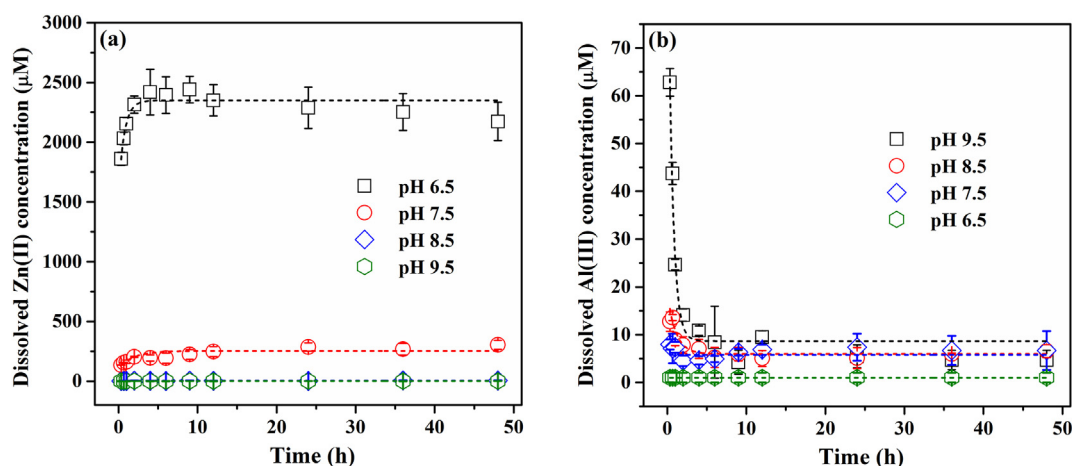 (a)
Dissolved Zn(II) concentration (μM)
3000
2500
2000
1500
1000
500
0
pH 6.5
pH 7.5
pH 8.5
pH 9.5
0 10 20 30 40 50
Time (h)
(b)
Dissolved Al(III) concentration (μM)
70
60
50
40
30
20
10
0
pH 9.5
pH 8.5
pH 7.5
pH 6.5
0 10 20 30 40 50
Time (h)